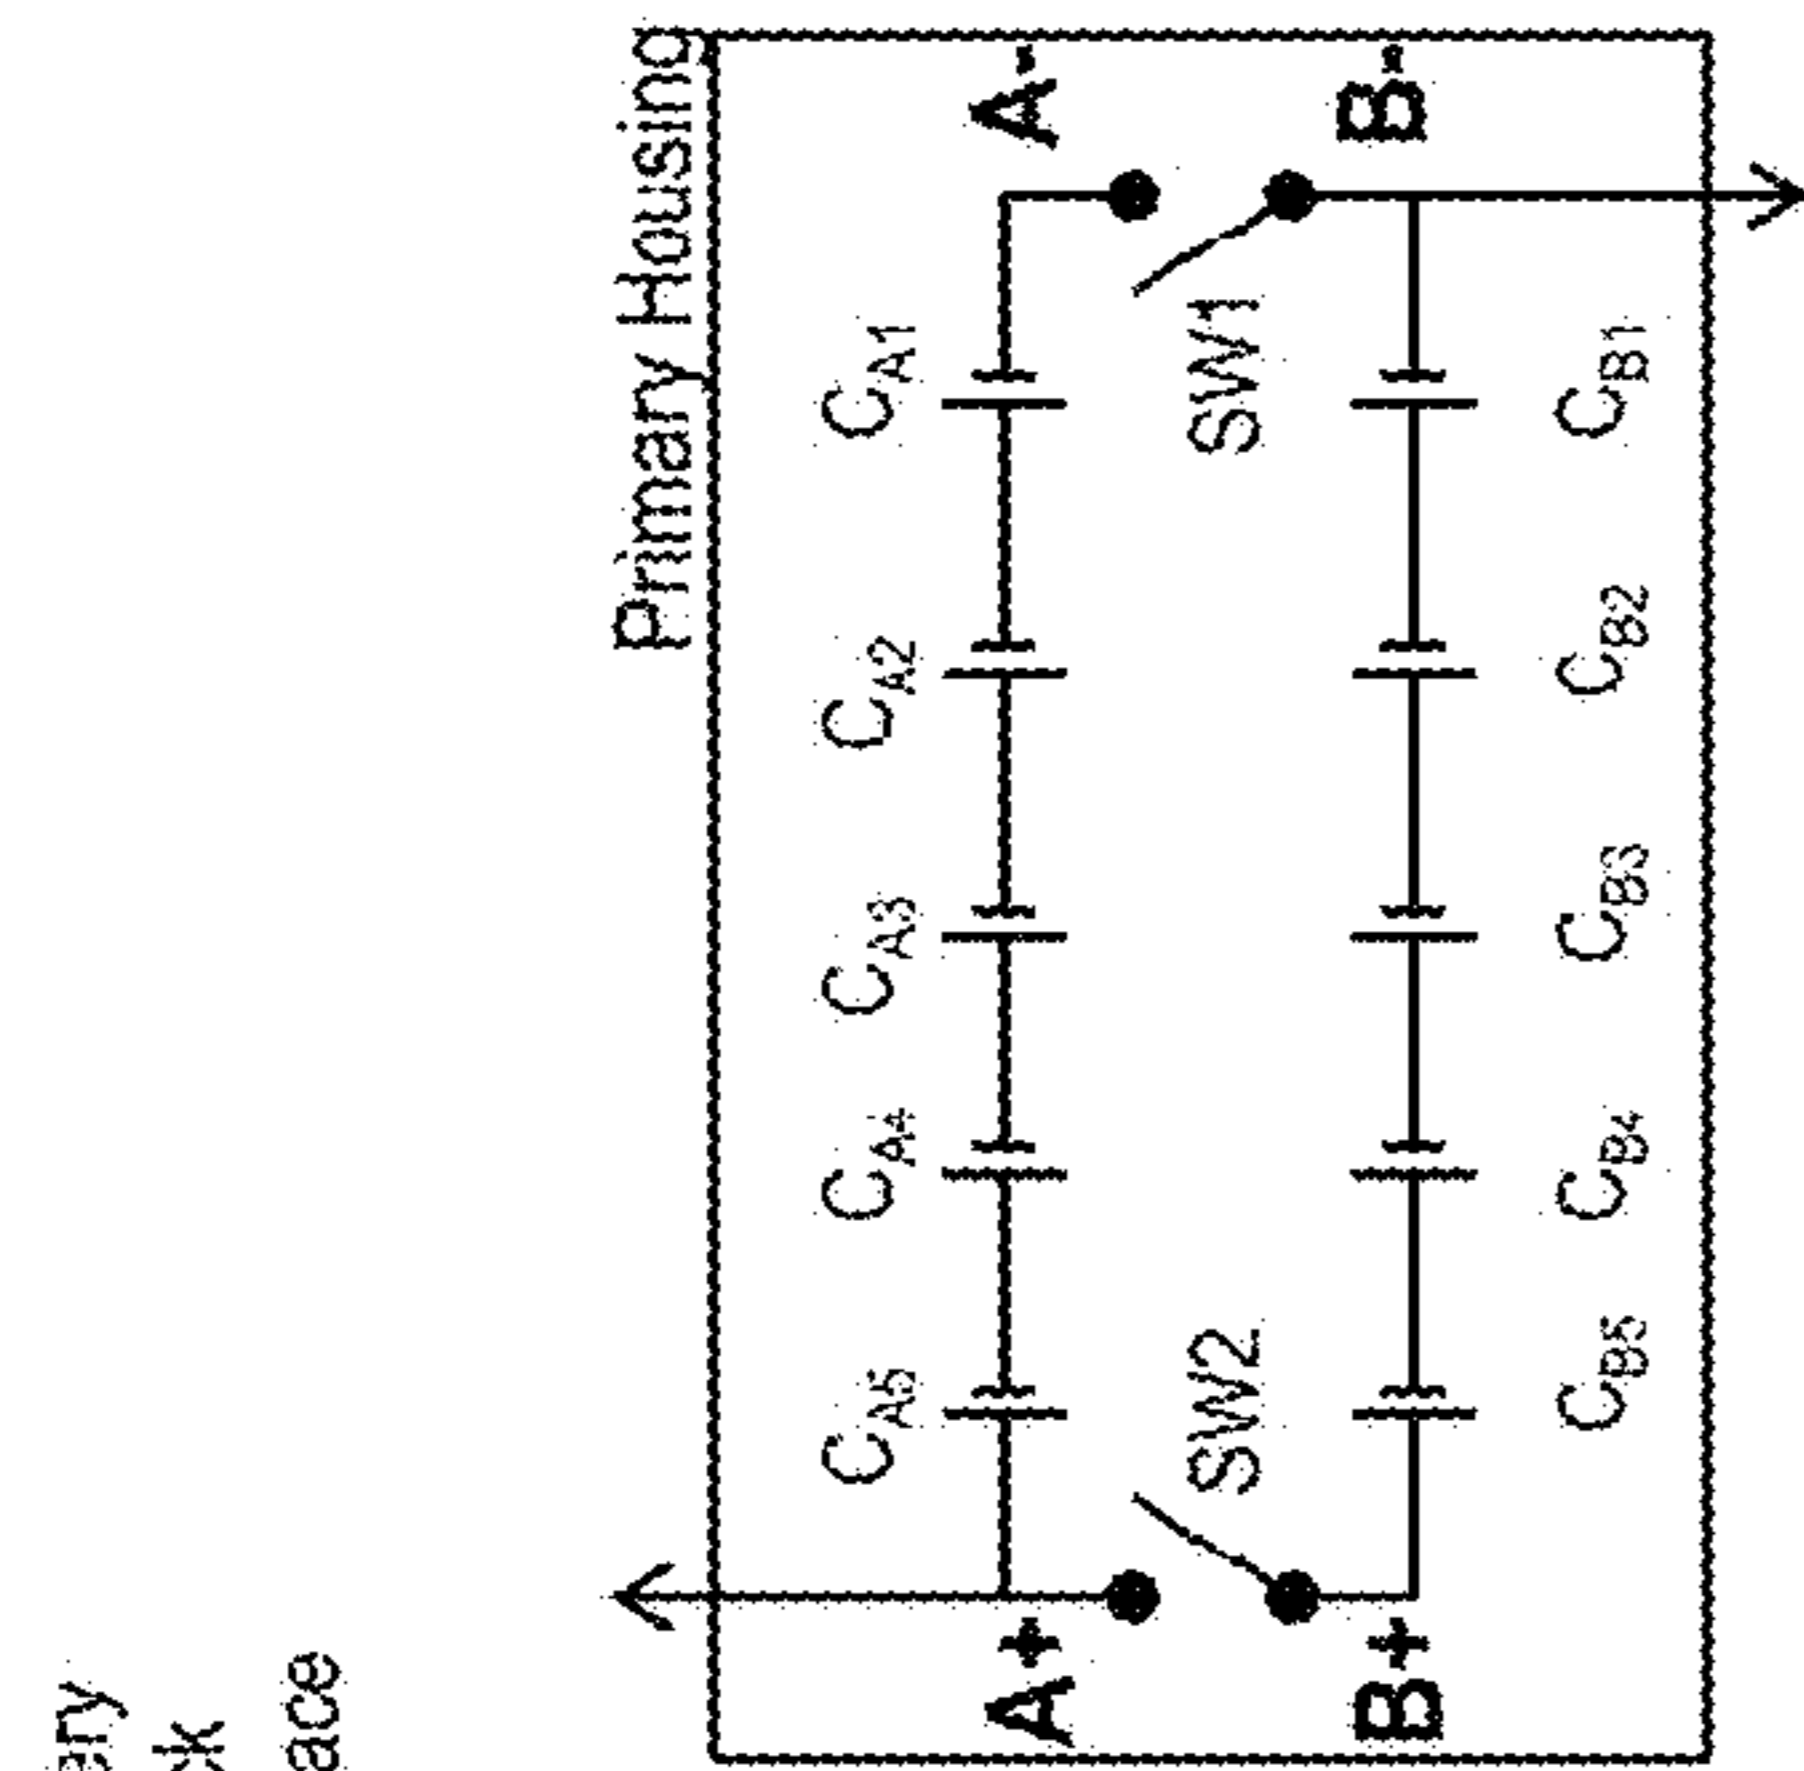 Primary Housing
A-
B-
CA1
SW1
CB1
CA2
CB2
CA3
CB3
CA4
CB4
CA5
SW2
CB5
A+
B+